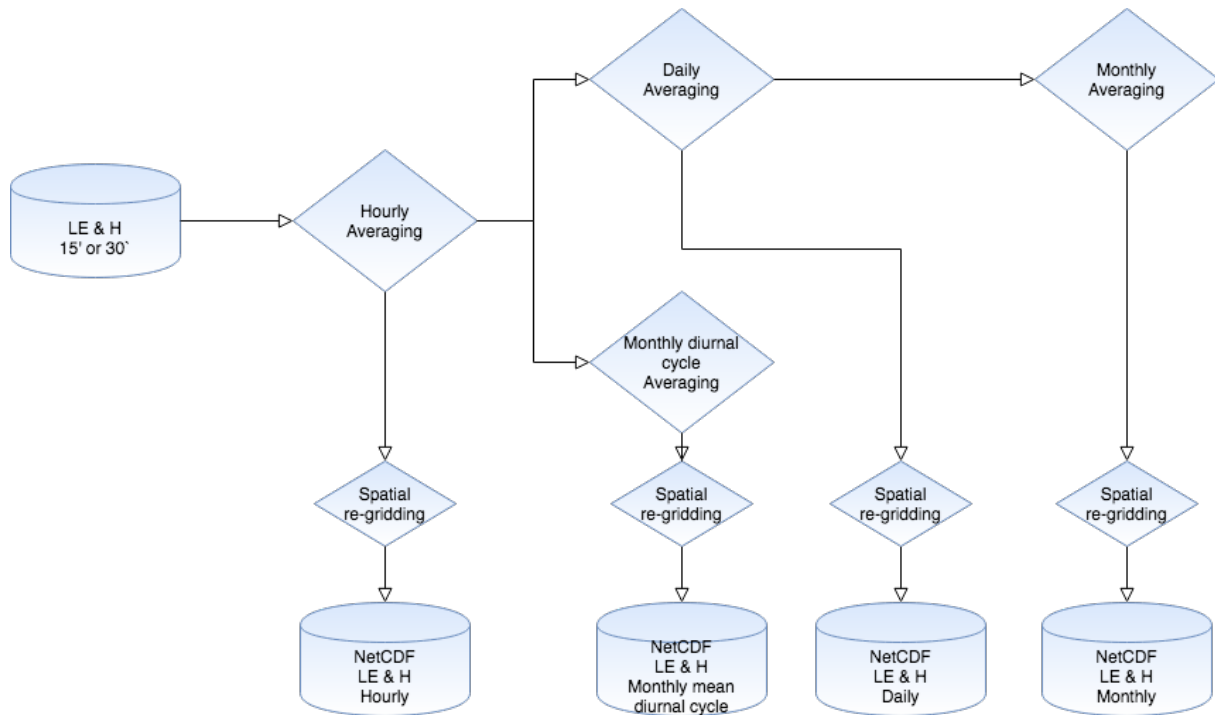 Daily
Averaging
Monthly
Averaging
LE & H
15' or 30`
Hourly
Averaging
Monthly diurnal
cycle
Averaging
Spatial
re-gridding
Spatial
re-gridding
Spatial
re-gridding
Spatial
re-gridding
NetCDF
LE & H
Hourly
NetCDF
LE & H
Monthly mean
diurnal cycle
NetCDF
LE & H
Daily
NetCDF
LE & H
Monthly